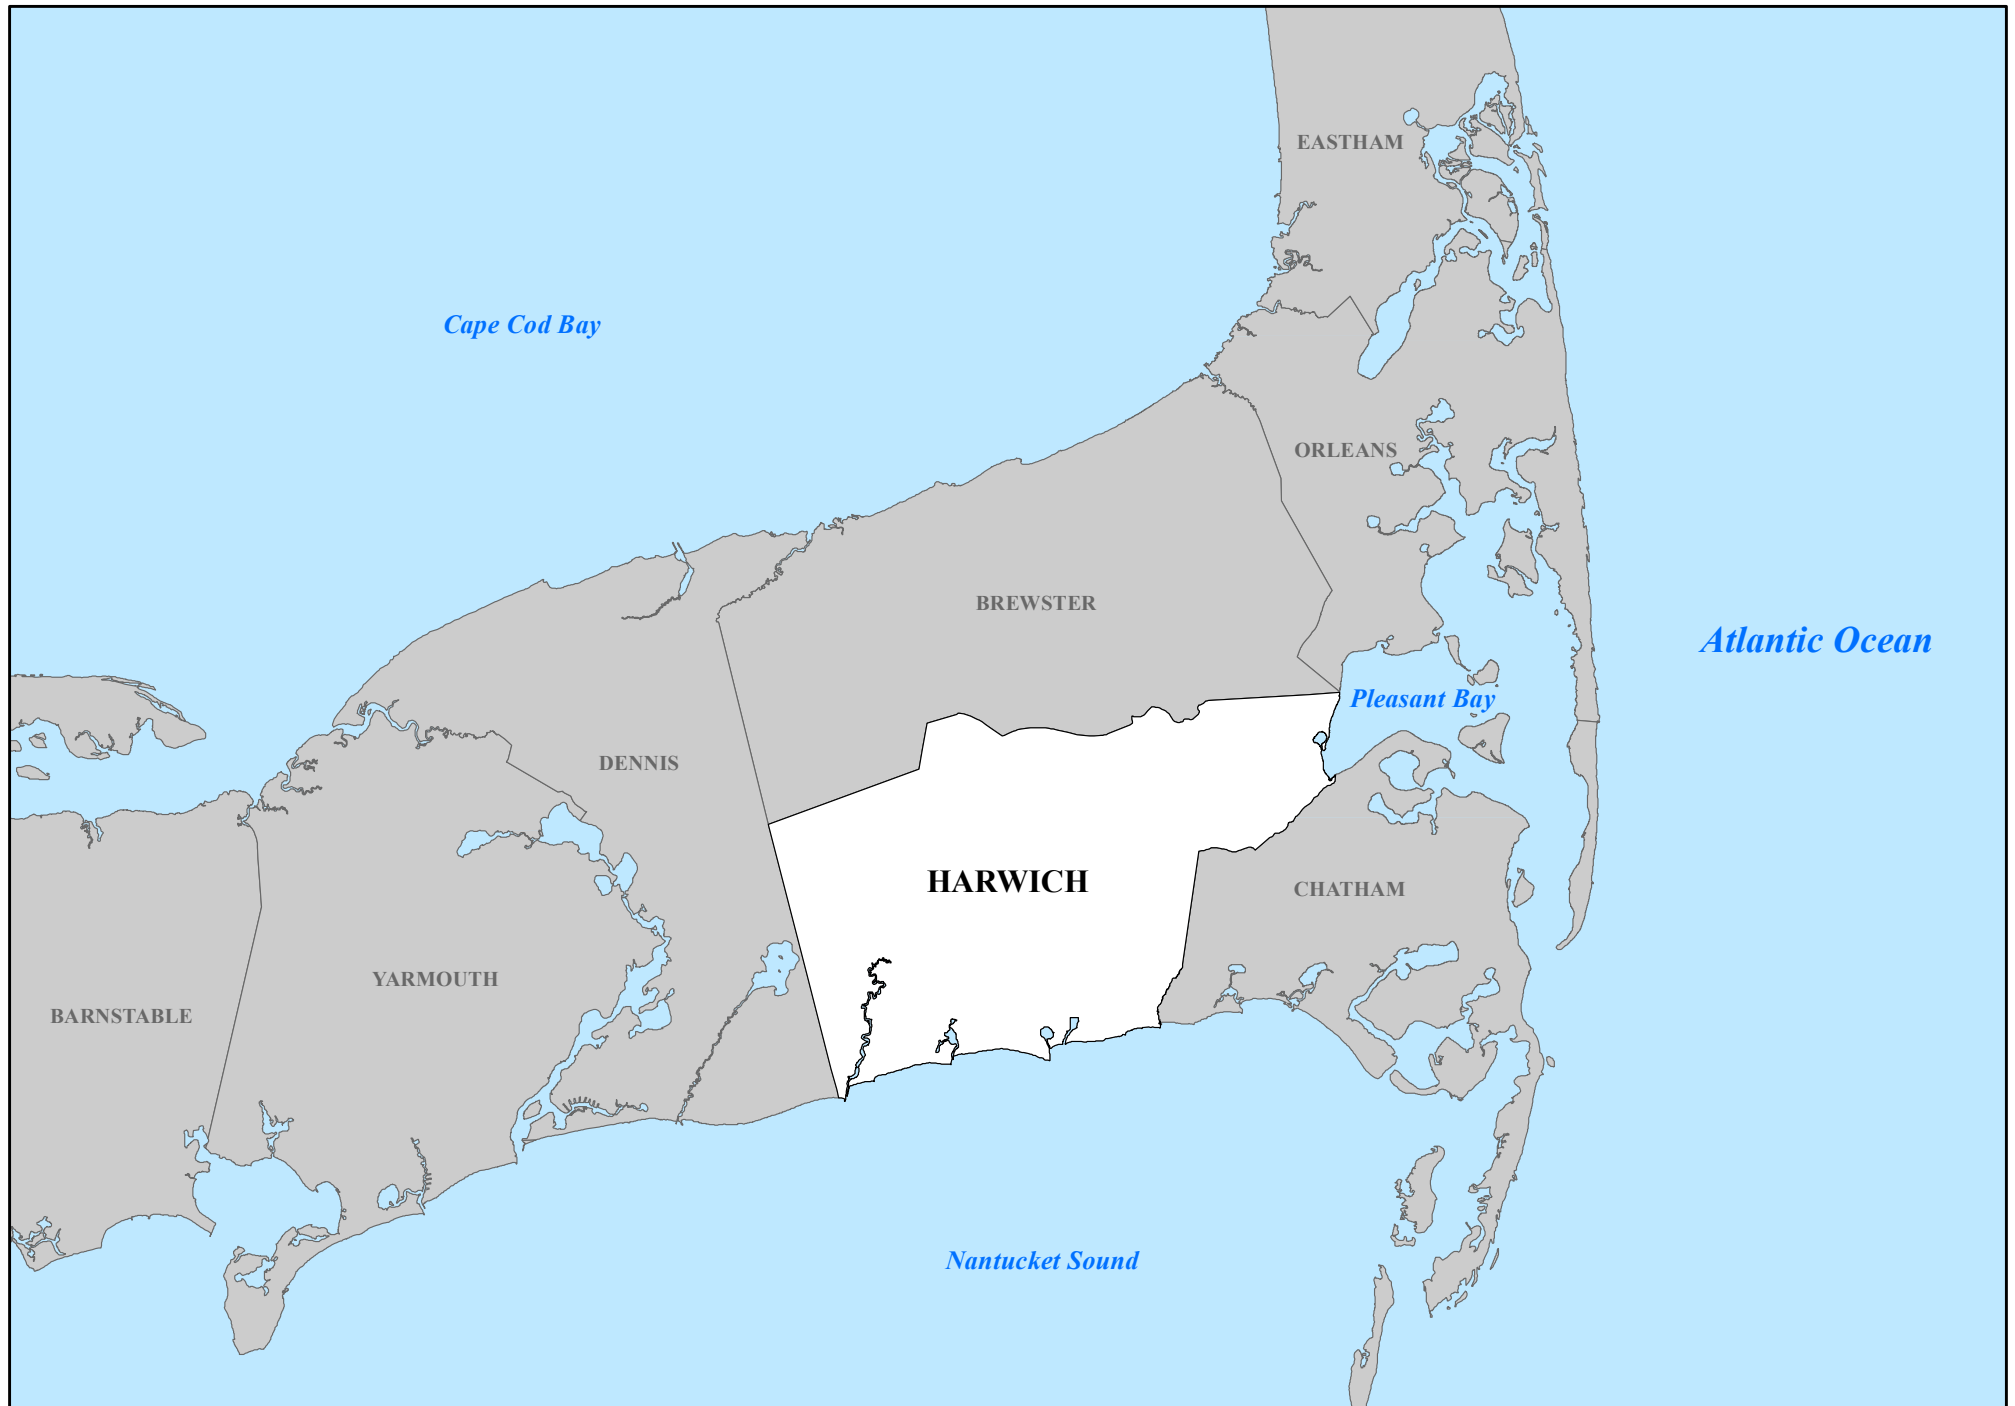 EASTHAM
Cape Cod Bay
ORLEANS
BREWSTER
Atlantic Ocean
Pleasant Bay
DENNIS
HARWICH
CHATHAM
YARMOUTH
BARNSTABLE
Nantucket Sound